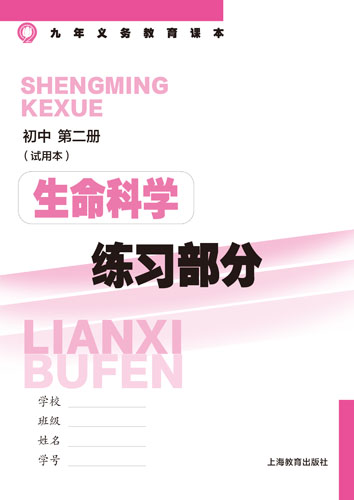 九年义务教育课本
SHENGMING
KEXUE
初中 第二册
(试用本)
生命科学
练习部分
LIANXI
BUFEN
学校
班级
姓名
学号
上海教育出版社